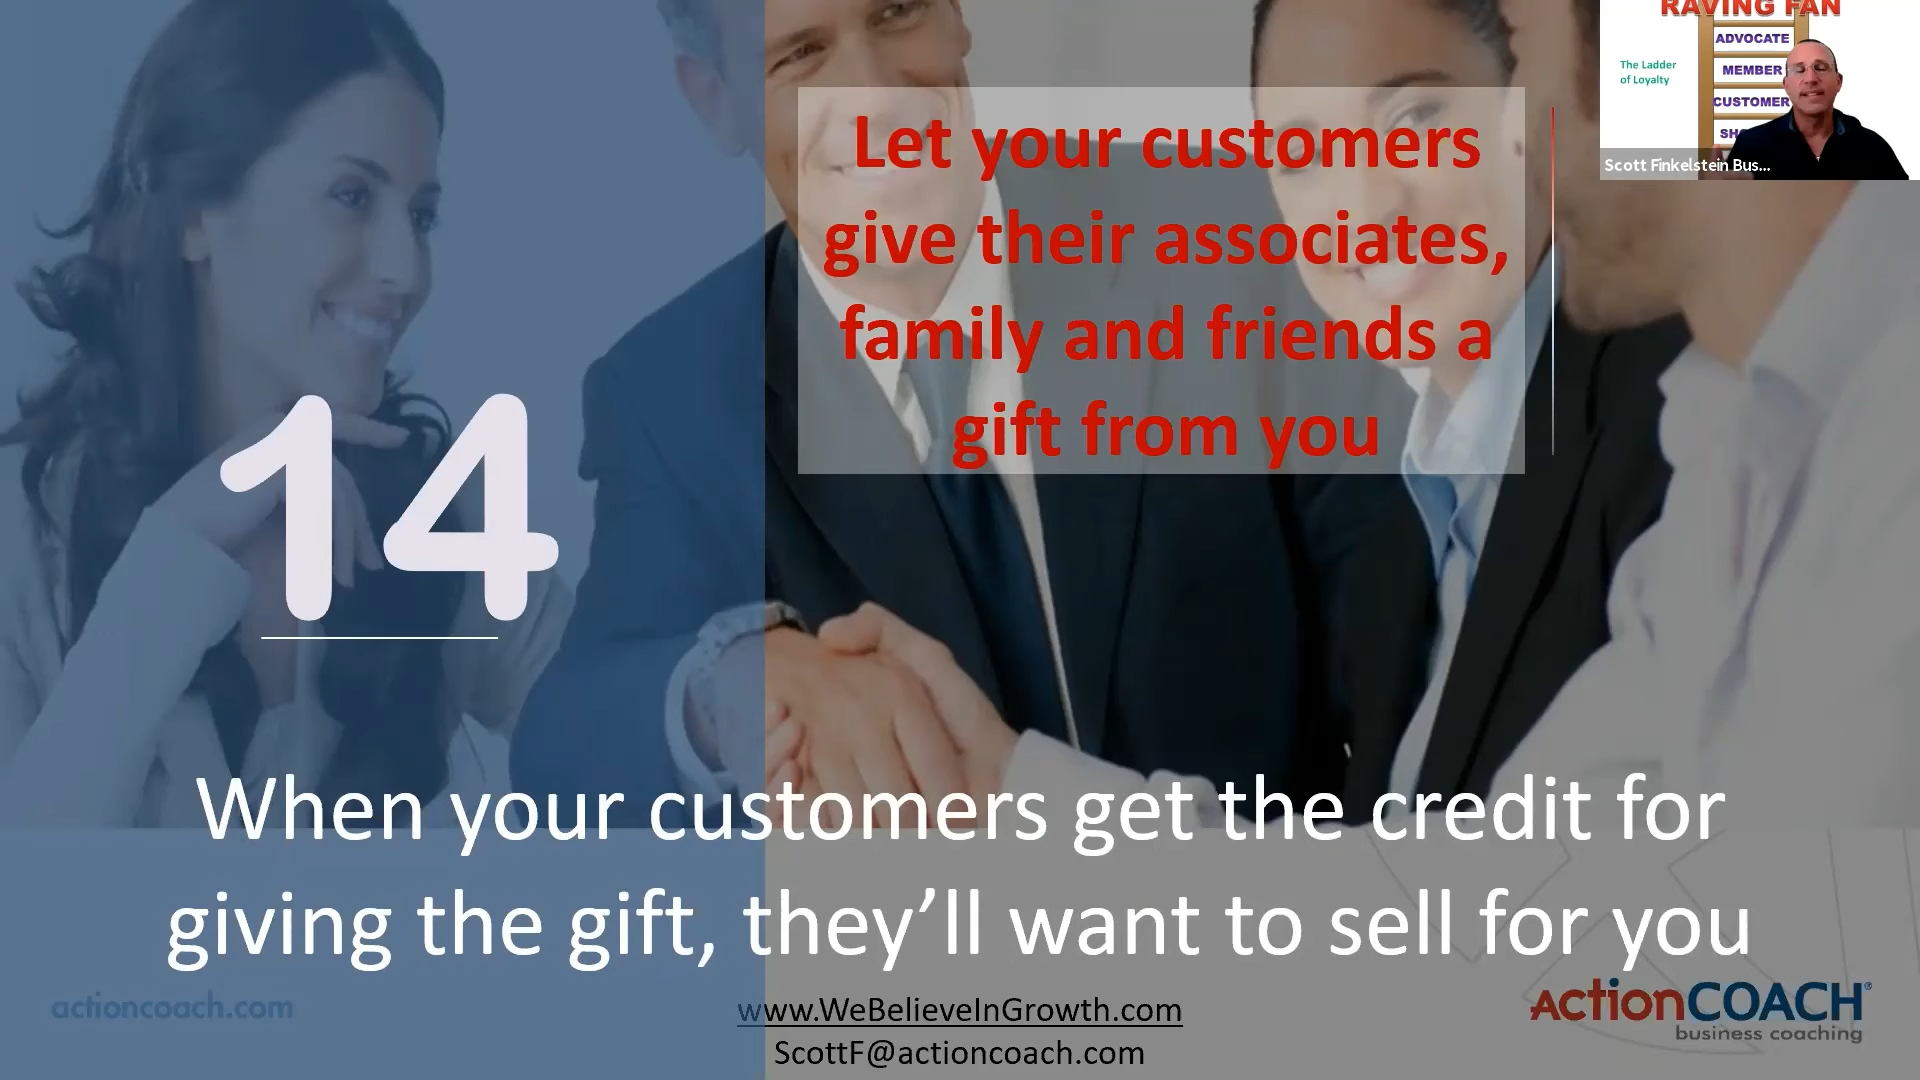 RAVING FAN
ADVOCATE
The Ladder
of Loyalty
MEMBER
CUSTOMER
Scott Finkelstein Bus...
Let your customers
give their associates,
family and friends a
gift from you
14
When your customers get the credit for
giving the gift, they’ll want to sell for you
actioncoach.com
www.WeBelieveInGrowth.com
ScottF@actioncoach.com
ActionCOACH®
business coaching